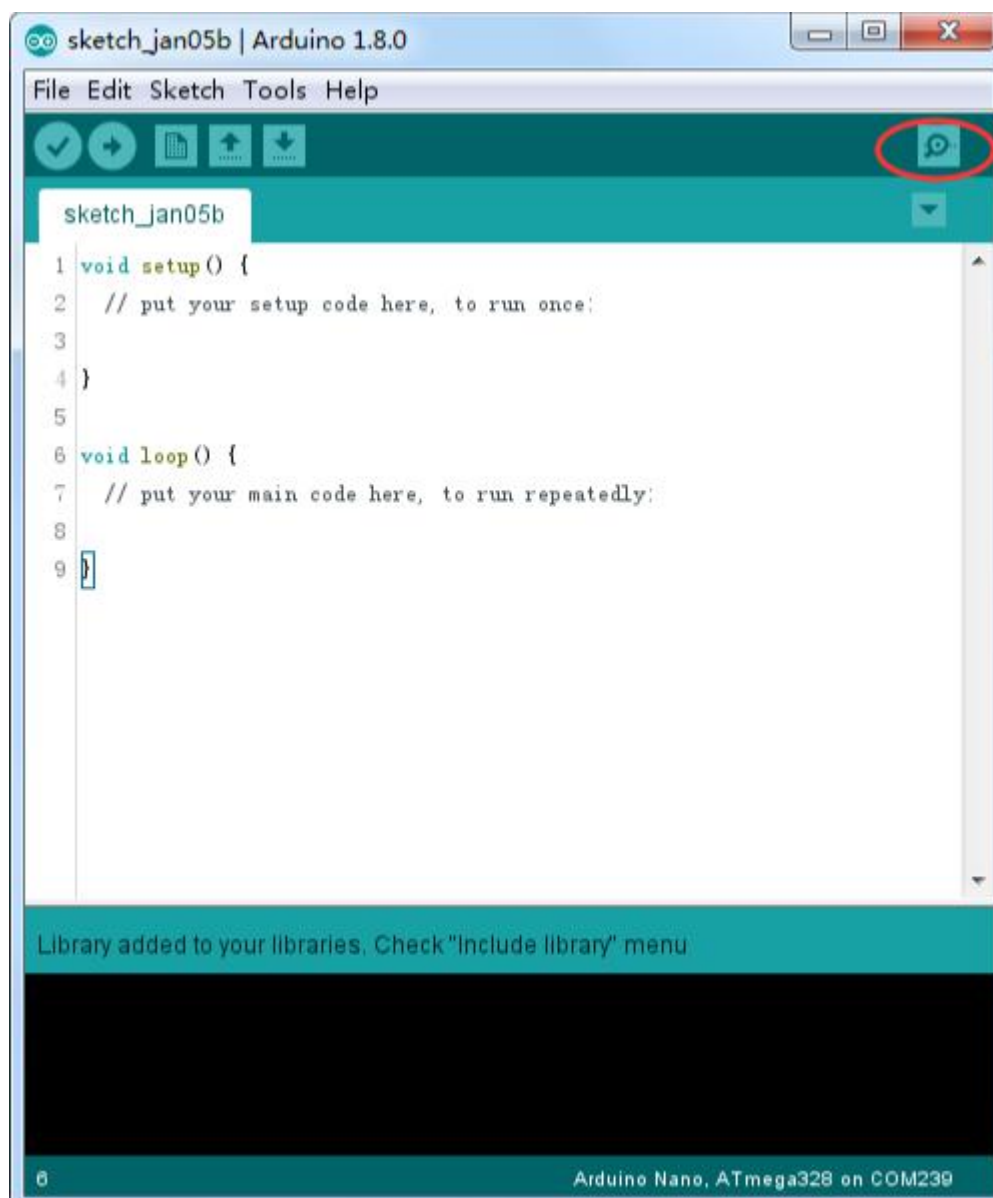 sketch_jan05b | Arduino 1.8.0
File Edit Sketch Tools Help
sketch_jan05b
1 void setup() {
2 // put your setup code here, to run once:
3
4 }
5
6 void loop() {
7 // put your main code here, to run repeatedly:
8
9 }
Library added to your libraries. Check "Include library" menu
6 Arduino Nano, ATmega328 on COM239